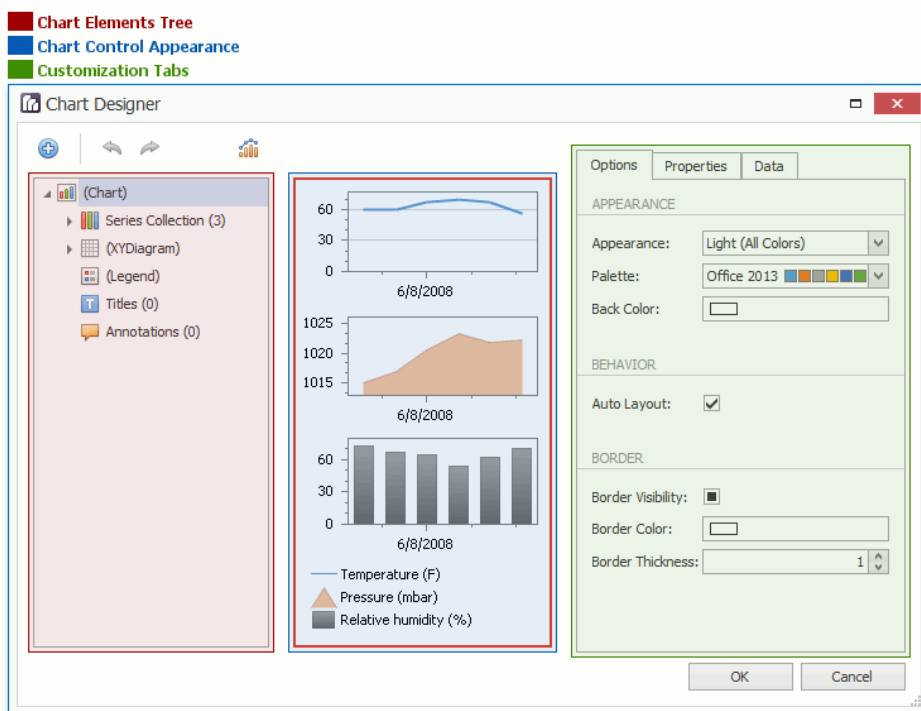 Chart Elements Tree
Chart Control Appearance
Customization Tabs
Chart Designer
(Chart)
Series Collection (3)
(XYDiagram)
(Legend)
Titles (0)
Annotations (0)
60
30
0
6/8/2008
1025
1020
1015
6/8/2008
60
30
0
6/8/2008
Temperature (F)
Pressure (mbar)
Relative humidity (%)
Options
Properties
Data
APPEARANCE
Appearance: Light (All Colors)
Palette: Office 2013
Back Color:
BEHAVIOR
Auto Layout:
BORDER
Border Visibility:
Border Color:
Border Thickness: 1
OK
Cancel